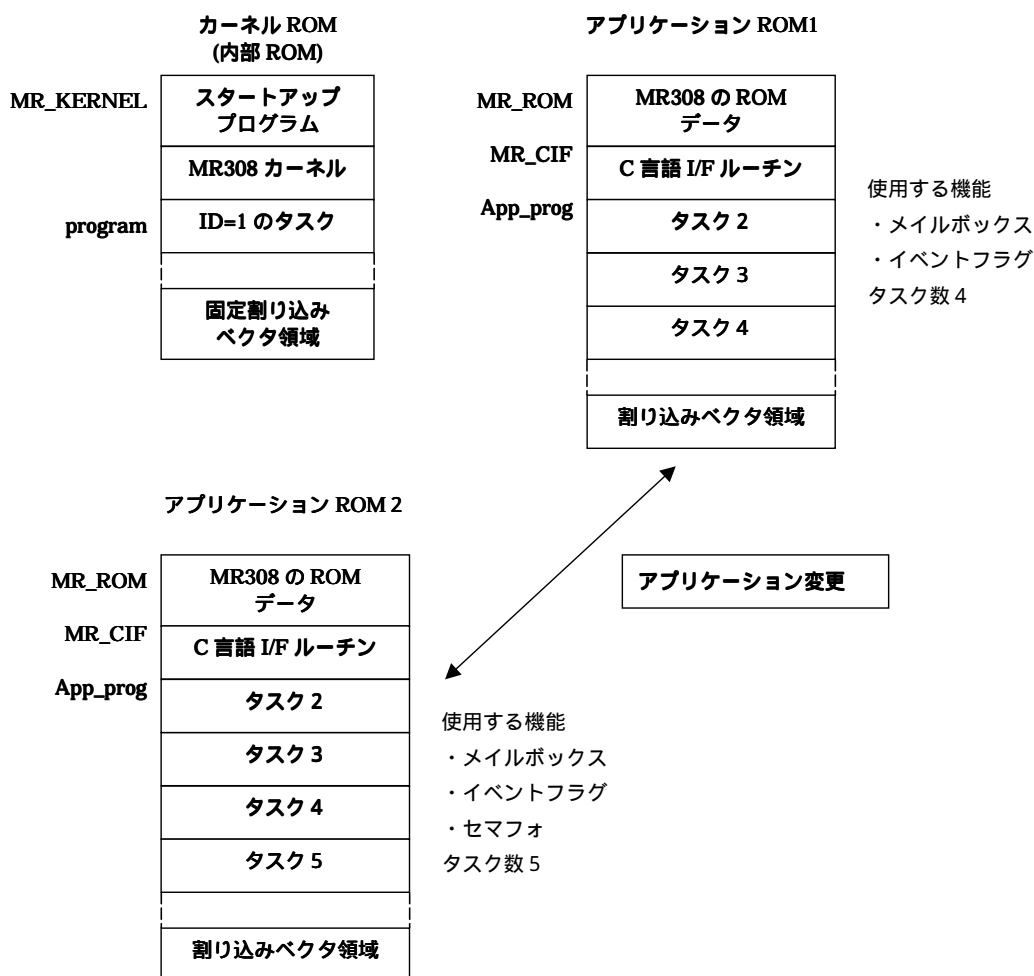 カーネル ROM
(内部 ROM)
MR_KERNEL
スタートアップ
プログラム
MR308 カーネル
program
ID=1 のタスク
固定割り込み
ベクタ領域
アプリケーション ROM1
MR_ROM
MR308 の ROM
データ
MR_CIF
C 言語 I/F ルーチン
App_prog
タスク 2
タスク 3
タスク 4
割り込みベクタ領域
使用する機能
・メイルボックス
・イベントフラグ
タスク数 4
アプリケーション ROM 2
MR_ROM
MR308 の ROM
データ
MR_CIF
C 言語 I/F ルーチン
App_prog
タスク 2
タスク 3
タスク 4
タスク 5
割り込みベクタ領域
アプリケーション変更
使用する機能
・メイルボックス
・イベントフラグ
・セマフォ
タスク数 5